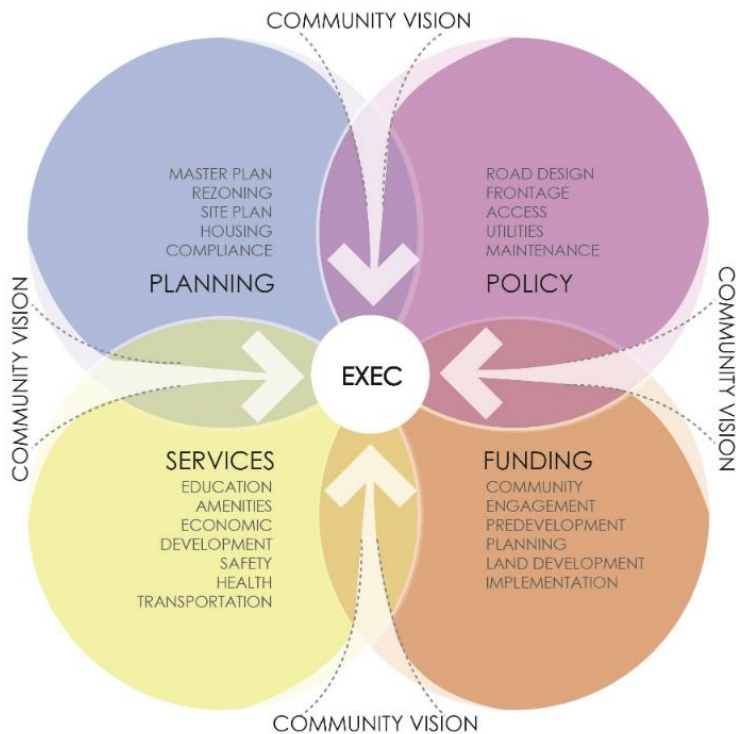 COMMUNITY VISION
MASTER PLAN
REZONING
SITE PLAN
HOUSING
COMPLIANCE
PLANNING
ROAD DESIGN
FRONTAGE
ACCESS
UTILITIES
MAINTENANCE
POLICY
COMMUNITY VISION
EXEC
COMMUNITY VISION
SERVICES
EDUCATION
AMENITIES
ECONOMIC
DEVELOPMENT
SAFETY
HEALTH
TRANSPORTATION
FUNDING
COMMUNITY
ENGAGEMENT
PREDEVELOPMENT
PLANNING
LAND DEVELOPMENT
IMPLEMENTATION
COMMUNITY VISION